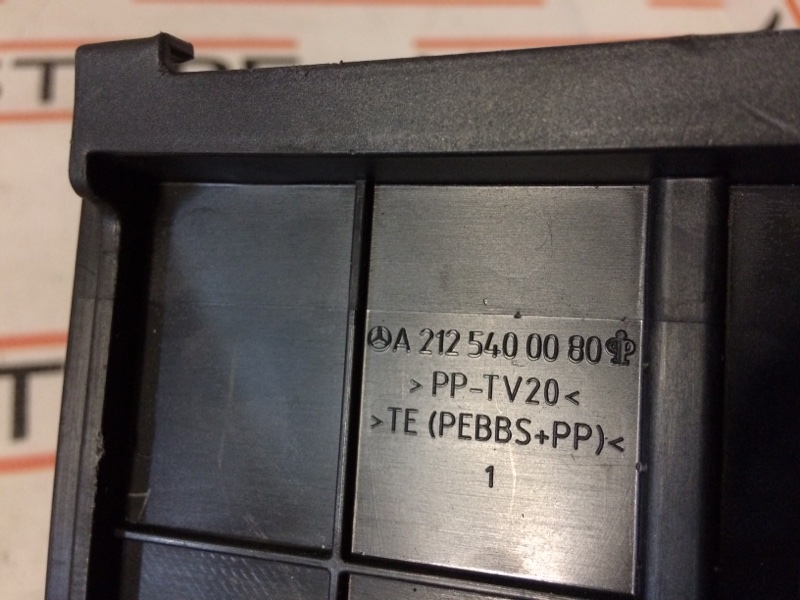 A 212 540 00 80
>PP-TV20<
>TE (PEBBS+PP)<
1